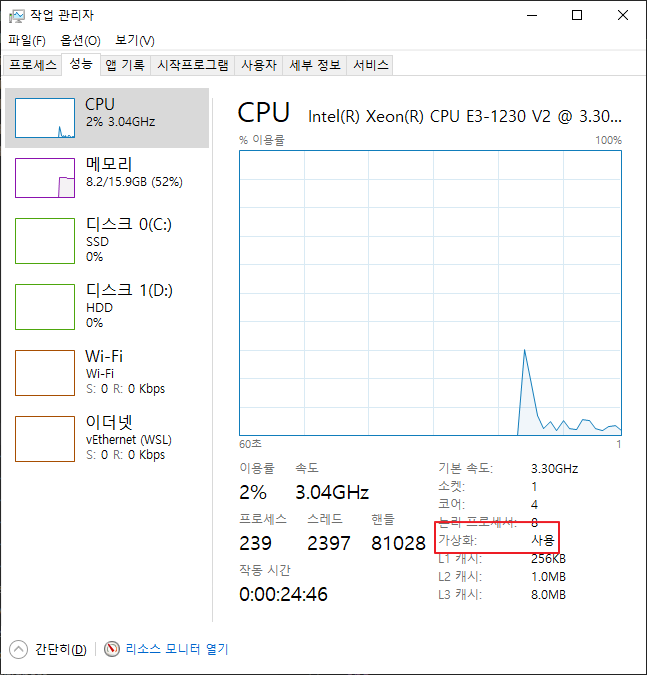 작업 관리자
파일(F) 옵션(O) 보기(V)
프로세스 성능 앱 기록 시작프로그램 사용자 세부 정보 서비스
CPU
2% 3.04GHz
메모리
8.2/15.9GB (52%)
디스크 0(C:)
SSD
0%
디스크 1(D:)
HDD
0%
Wi-Fi
Wi-Fi
S: 0 R: 0 Kbps
이더넷
vEthernet (WSL)
S: 0 R: 0 Kbps
CPU Intel(R) Xeon(R) CPU E3-1230 V2 @ 3.30...
% 이용률 100%
60초 1
이용률 속도
2% 3.04GHz
프로세스 스레드 핸들
239 2397 81028
작동 시간
0:00:24:46
기본 속도: 3.30GHz
소켓: 1
코어: 4
논리 프로세서: 8
가상화: 사용
L1 캐시: 256KB
L2 캐시: 1.0MB
L3 캐시: 8.0MB
간단히(D) 리소스 모니터 열기